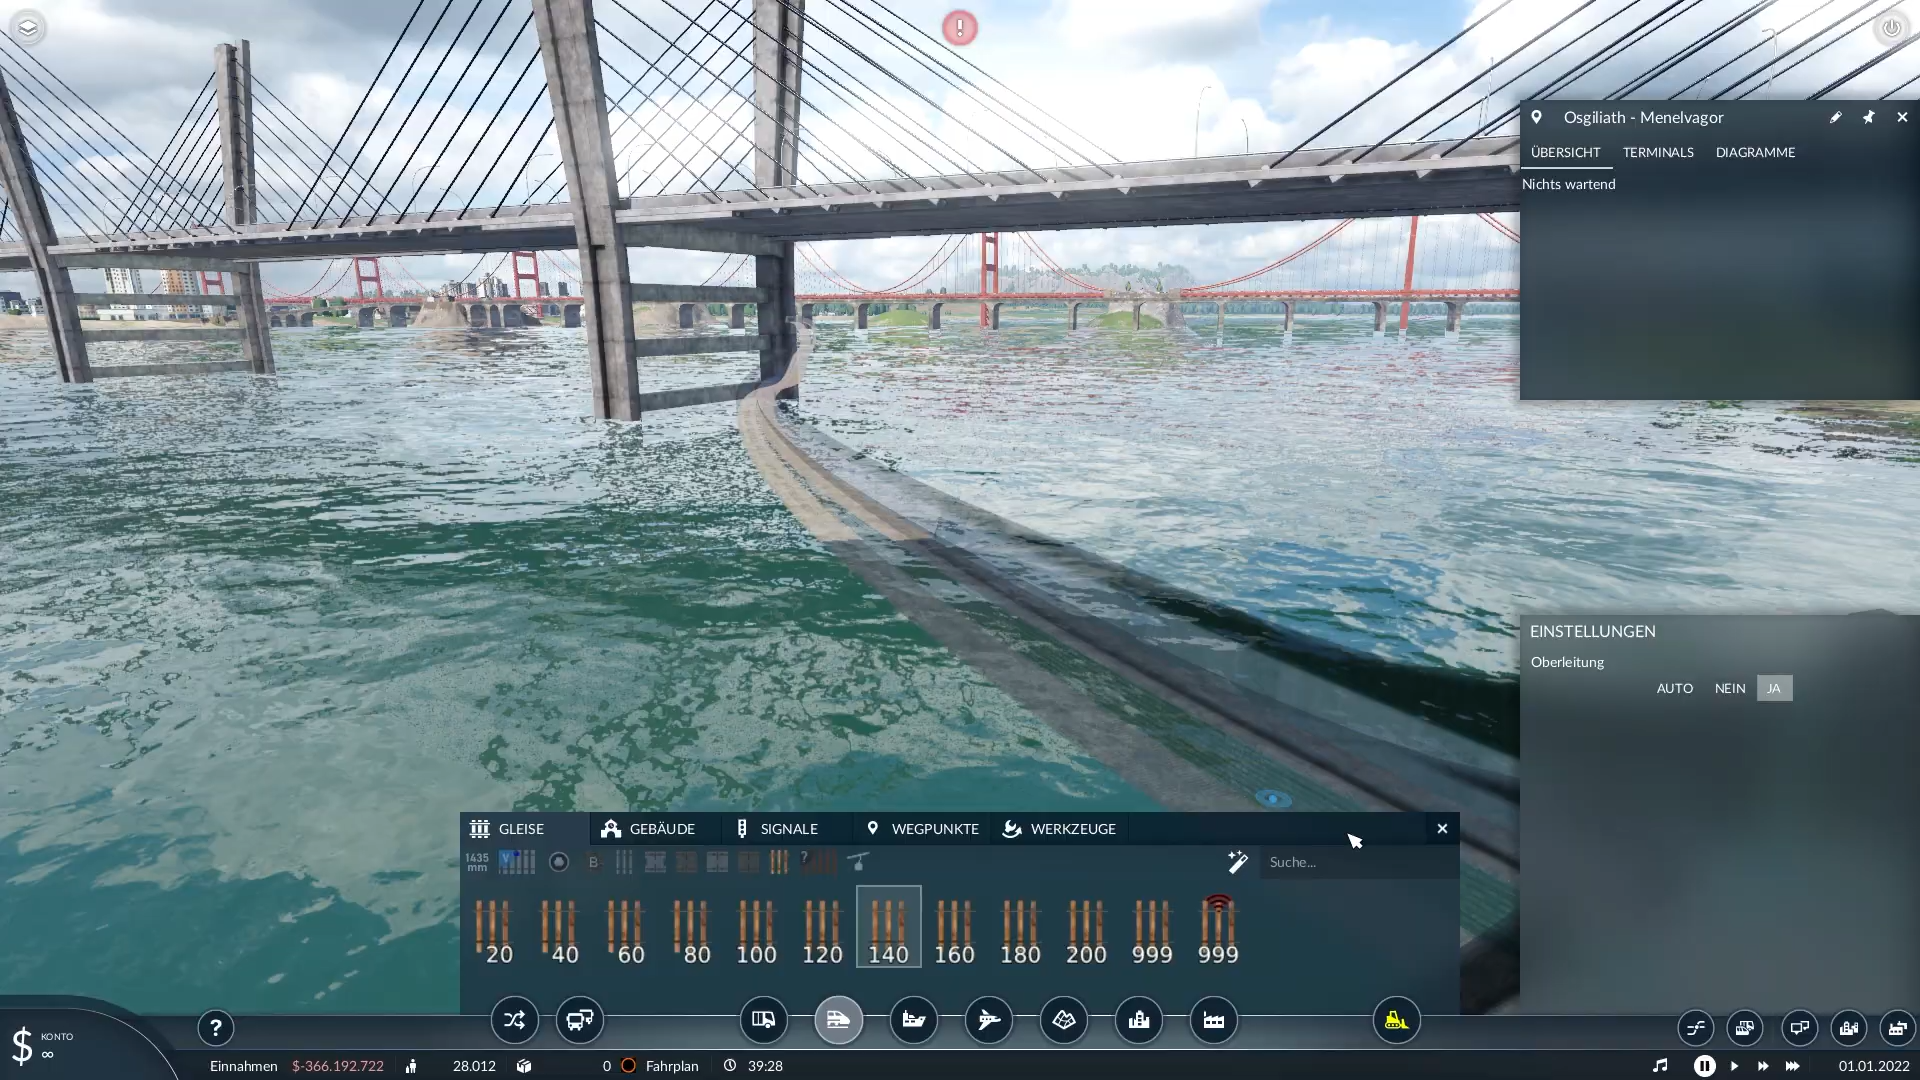 Osgiliath - Menelvagor
ÜBERSICHT TERMINALS DIAGRAMME
Nichts wartend
EINSTELLUNGEN
Oberleitung
AUTO NEIN JA
GLEISE GEBÄUDE SIGNALE WEGPUNKTE WERKZEUGE
1435 mm
B
?
Suche...
20 40 60 80 100 120 140 160 180 200 999 999
?
$ KONTO
∞
Einnahmen $-366.192.722 28.012 0 Fahrplan 39:28 01.01.2022